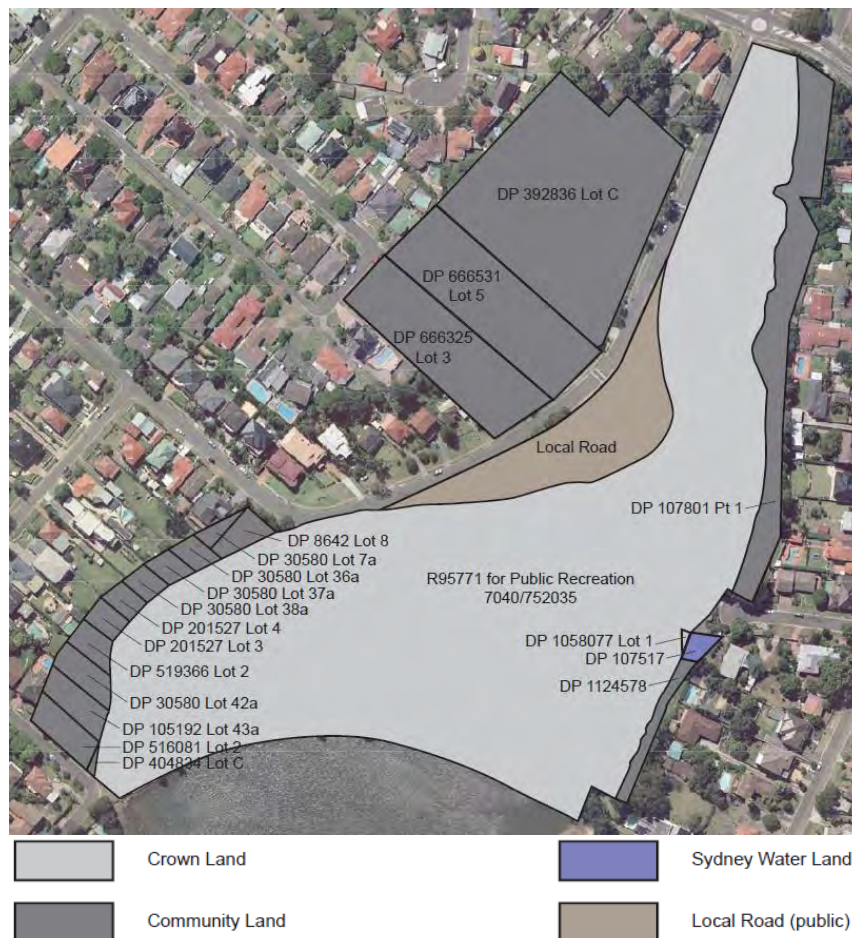 DP 392836 Lot C
DP 666531
Lot 5
DP 666325
Lot 3
Local Road
DP 107801 Pt 1
DP 8642 Lot 8
DP 30580 Lot 7a
DP 30580 Lot 36a
DP 30580 Lot 37a
DP 30580 Lot 38a
DP 201527 Lot 4
DP 201527 Lot 3
DP 519366 Lot 2
DP 30580 Lot 42a
DP 105192 Lot 43a
DP 516081 Lot 2
DP 404834 Lot C
R95771 for Public Recreation
7040/752035
DP 1058077 Lot 1
DP 107517
DP 1124578
Crown Land
Sydney Water Land
Community Land
Local Road (public)